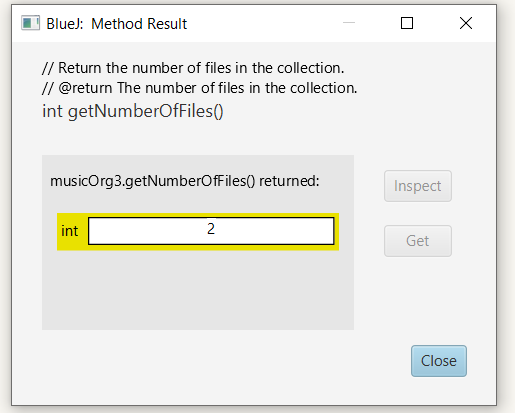 BlueJ: Method Result
// Return the number of files in the collection.
// @return The number of files in the collection.
int getNumberOfFiles()
musicOrg3.getNumberOfFiles() returned:
Inspect
int 2
Get
Close